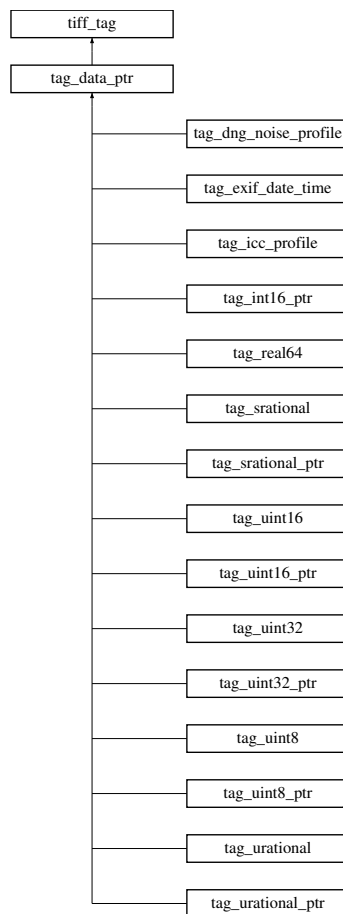 tiff_tag
tag_data_ptr
tag_dng_noise_profile
tag_exif_date_time
tag_icc_profile
tag_int16_ptr
tag_real64
tag_srational
tag_srational_ptr
tag_uint16
tag_uint16_ptr
tag_uint32
tag_uint32_ptr
tag_uint8
tag_uint8_ptr
tag_urational
tag_urational_ptr